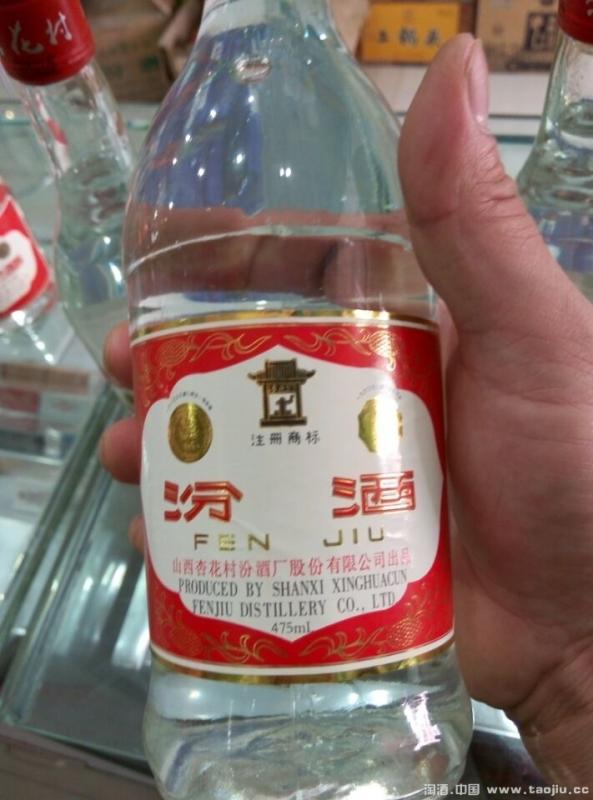 花村
注册商标
汾酒
FEN JIU
山西杏花村汾酒厂股份有限公司出品
PRODUCED BY SHANXI XINGHUACUN
FENJIU DISTILLERY CO., LTD
475ml
淘酒.中国 www.taojiu.cc